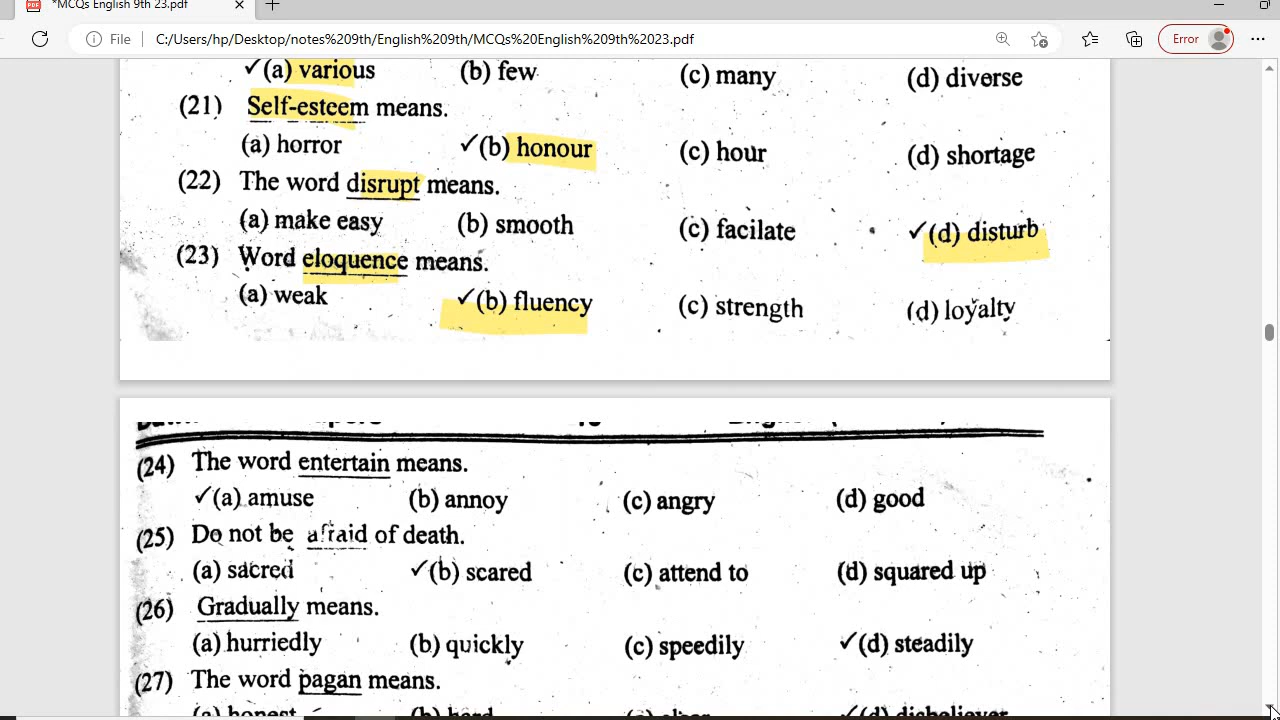 *MCQs English 9th 23.pdf
File C:/Users/hp/Desktop/notes%209th/English%209th/MCQs%20English%209th%2023.pdf Error
✓(a) various (b) few (c) many (d) diverse
(21) Self-esteem means.
(a) horror ✓(b) honour (c) hour (d) shortage
(22) The word disrupt means.
(a) make easy (b) smooth (c) facilate ✓(d) disturb
(23) Word eloquence means.
(a) weak ✓(b) fluency (c) strength (d) loyalty
(24) The word entertain means.
✓(a) amuse (b) annoy (c) angry (d) good
(25) Do not be afraid of death.
(a) sacred ✓(b) scared (c) attend to (d) squared up
(26) Gradually means.
(a) hurriedly (b) quickly (c) speedily ✓(d) steadily
(27) The word pagan means.
(a) honest (b) hard (c) ✓(d) disbeliever